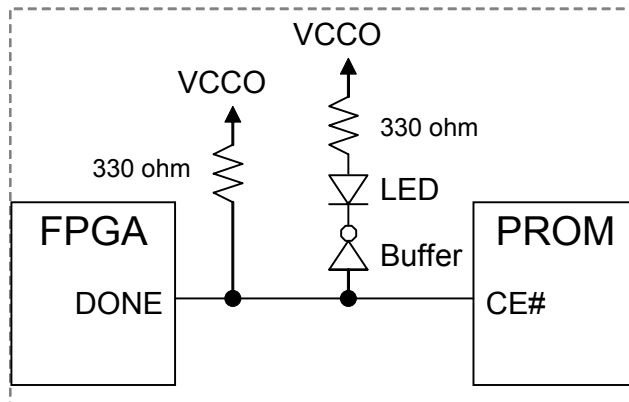 VCCO
VCCO
330 ohm
330 ohm
LED
FPGA
PROM
Buffer
DONE
CE#